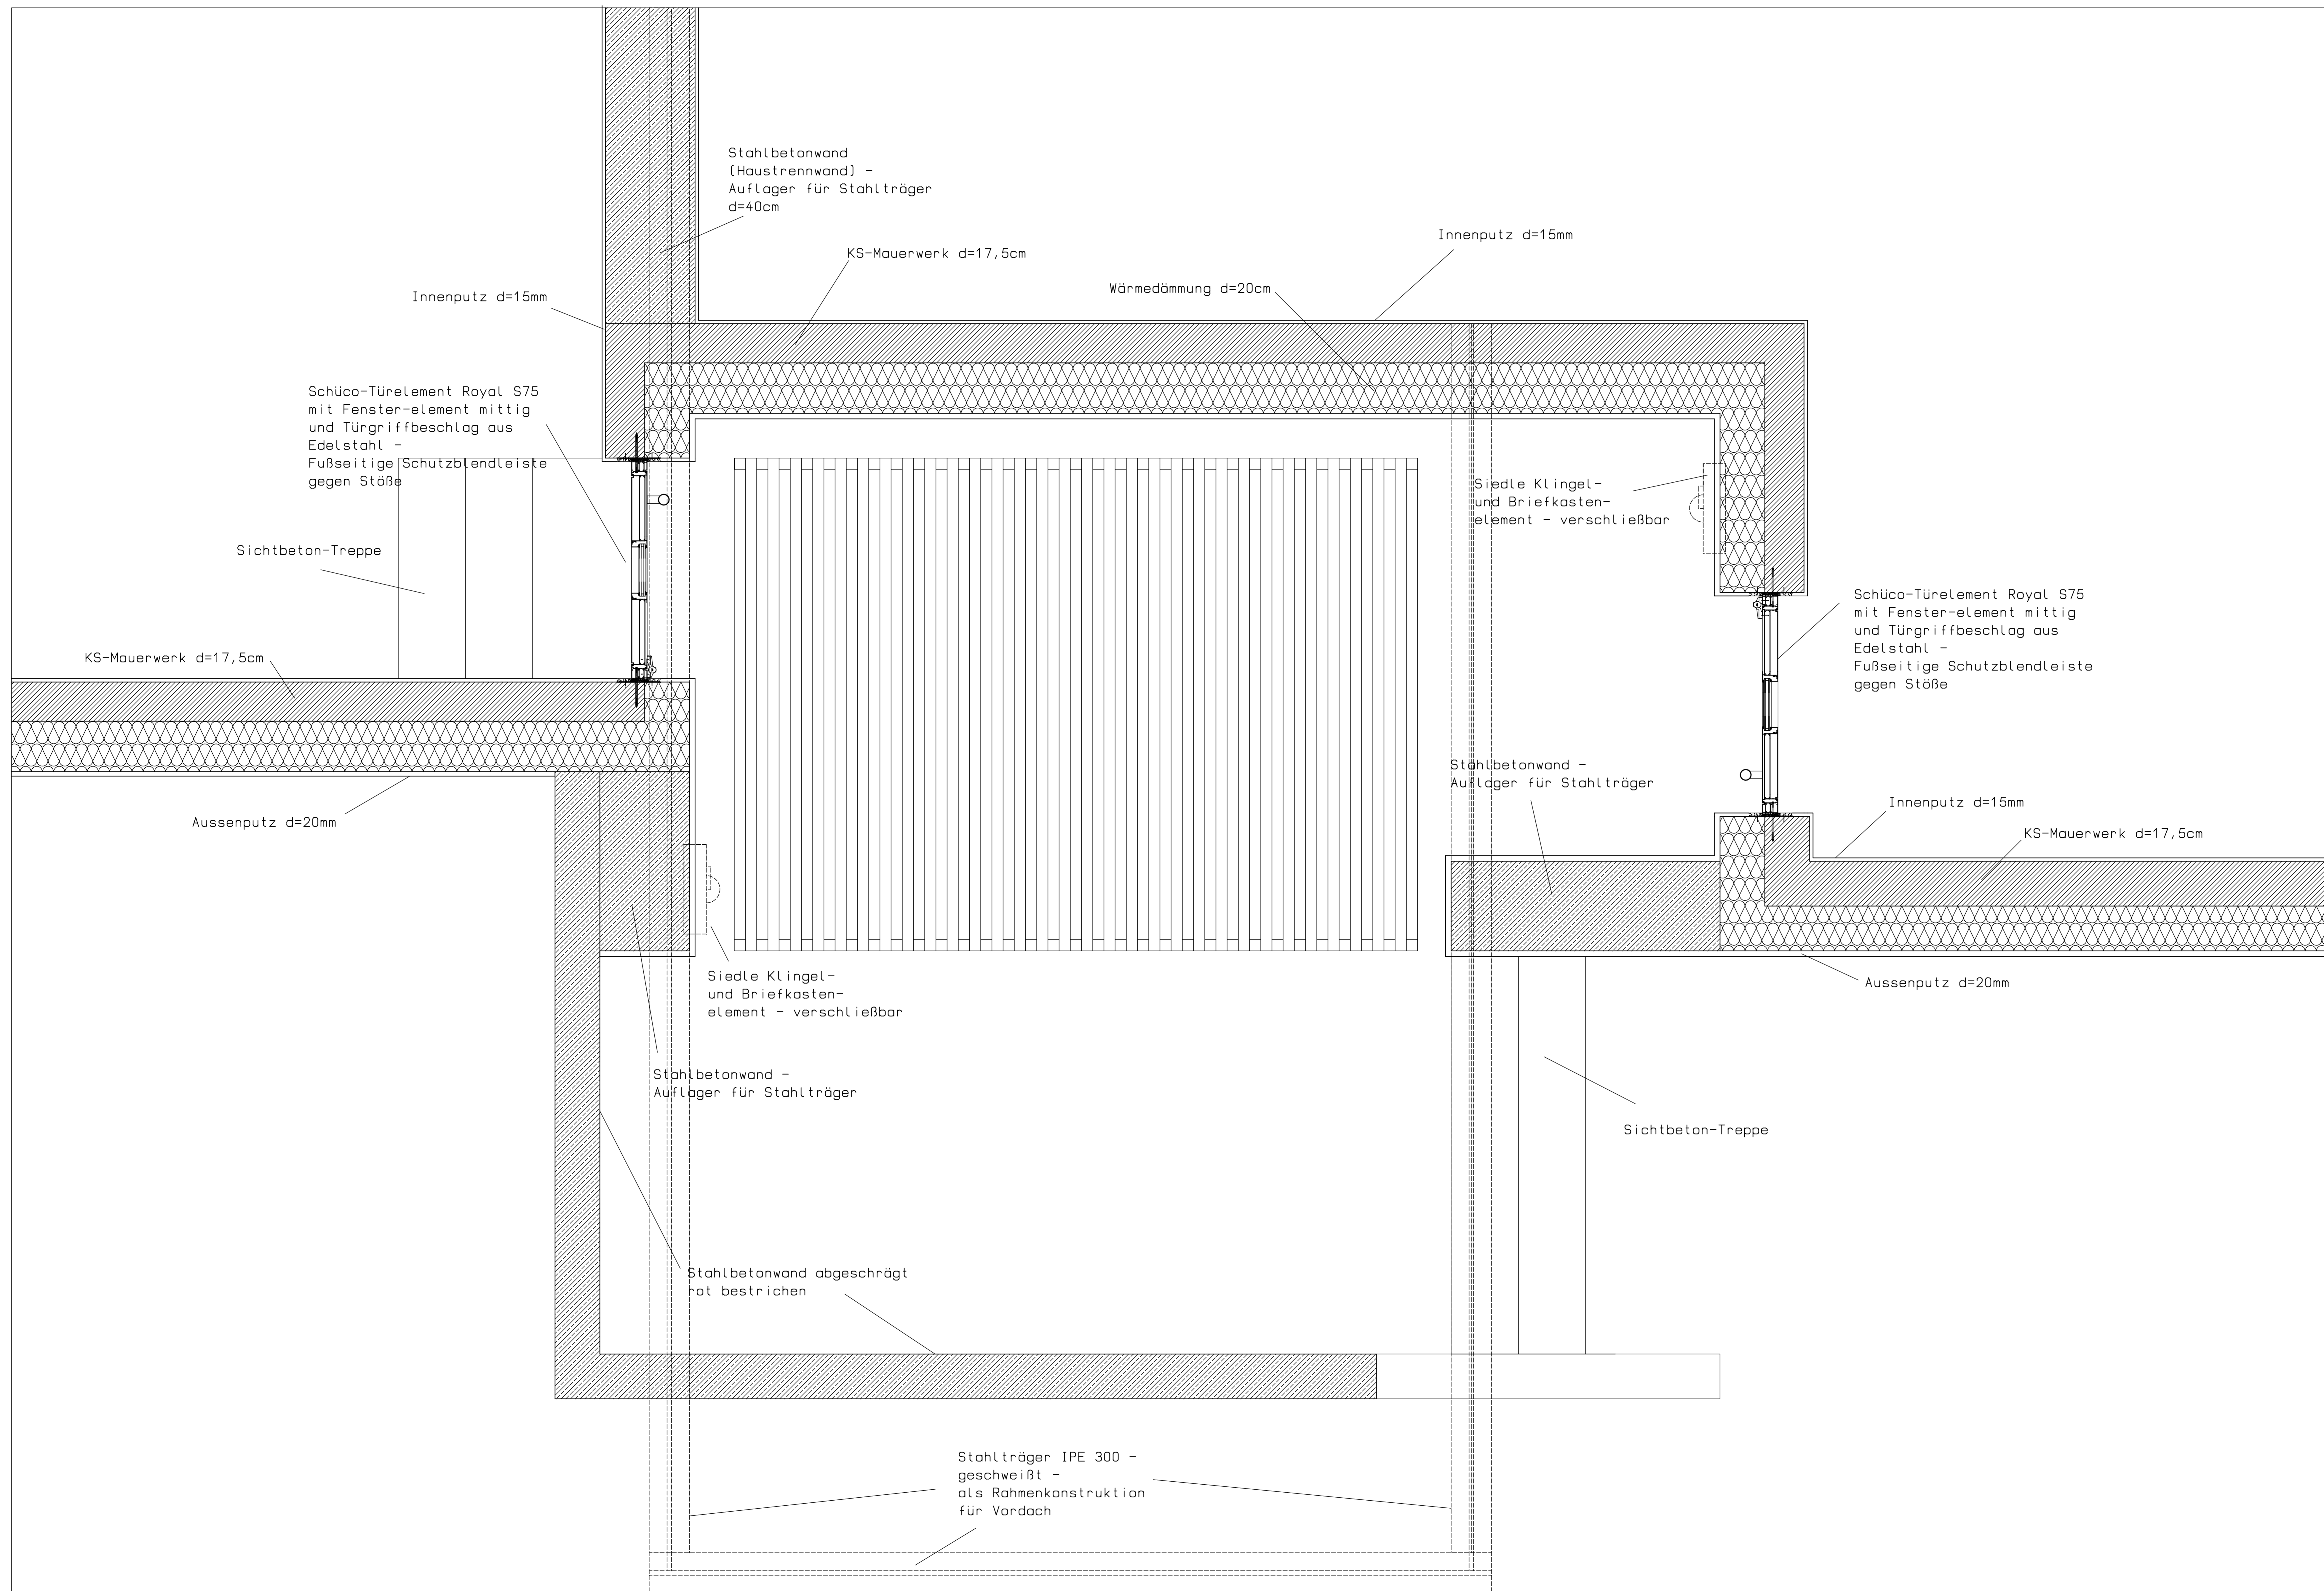 Stahlbetonwand
(Haustrennwand) -
Auflager für Stahlträger
d=40cm
Innenputz d=15mm
KS-Mauerwerk d=17,5cm
Wärmedämmung d=20cm
Innenputz d=15mm
Schüco-Türelement Royal S75
mit Fenster-element mittig
und Türgriffbeschlag aus
Edelstahl -
Fußseitige Schutzblendleiste
gegen Stöße
Siedle Klingel-
und Briefkasten-
element - verschließbar
Sichtbeton-Treppe
Schüco-Türelement Royal S75
mit Fenster-element mittig
und Türgriffbeschlag aus
Edelstahl -
Fußseitige Schutzblendleiste
gegen Stöße
KS-Mauerwerk d=17,5cm
Stahlbetonwand -
Auflager für Stahlträger
Innenputz d=15mm
Aussenputz d=20mm
KS-Mauerwerk d=17,5cm
Siedle Klingel-
und Briefkasten-
element - verschließbar
Aussenputz d=20mm
Stahlbetonwand -
Auflager für Stahlträger
Sichtbeton-Treppe
Stahlbetonwand abgeschrägt
rot bestrichen
Stahlträger IPE 300 -
geschweißt -
als Rahmenkonstruktion
für Vordach